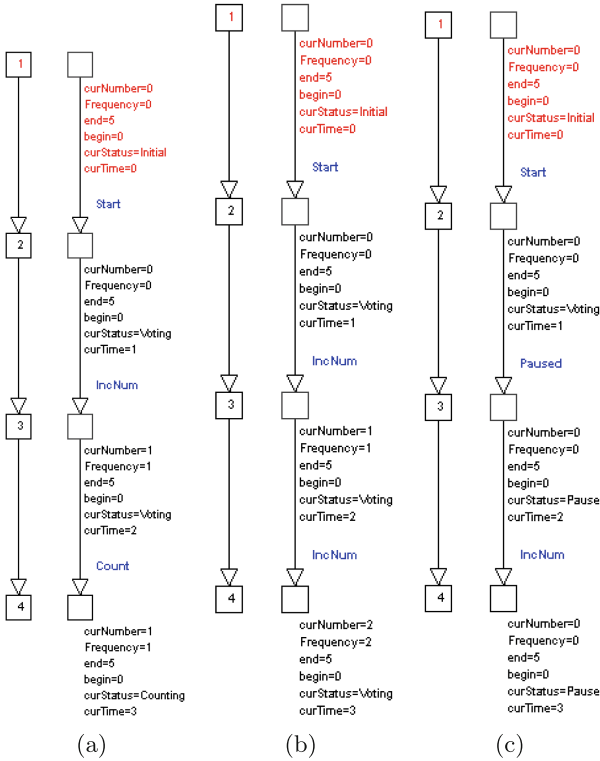 1
curNumber=0
Frequency=0
end=5
begin=0
curStatus=Initial
curTime=0
Start
2
curNumber=0
Frequency=0
end=5
begin=0
curStatus=Voting
curTime=1
IncNum
3
curNumber=1
Frequency=1
end=5
begin=0
curStatus=Voting
curTime=2
Count
4
curNumber=1
Frequency=1
end=5
begin=0
curStatus=Counting
curTime=3
(a)
1
curNumber=0
Frequency=0
end=5
begin=0
curStatus=Initial
curTime=0
Start
2
curNumber=0
Frequency=0
end=5
begin=0
curStatus=Voting
curTime=1
IncNum
3
curNumber=1
Frequency=1
end=5
begin=0
curStatus=Voting
curTime=2
IncNum
4
curNumber=2
Frequency=2
end=5
begin=0
curStatus=Voting
curTime=3
(b)
1
curNumber=0
Frequency=0
end=5
begin=0
curStatus=Initial
curTime=0
Start
2
curNumber=0
Frequency=0
end=5
begin=0
curStatus=Voting
curTime=1
Paused
3
curNumber=0
Frequency=0
end=5
begin=0
curStatus=Pause
curTime=2
IncNum
4
curNumber=0
Frequency=0
end=5
begin=0
curStatus=Pause
curTime=3
(c)